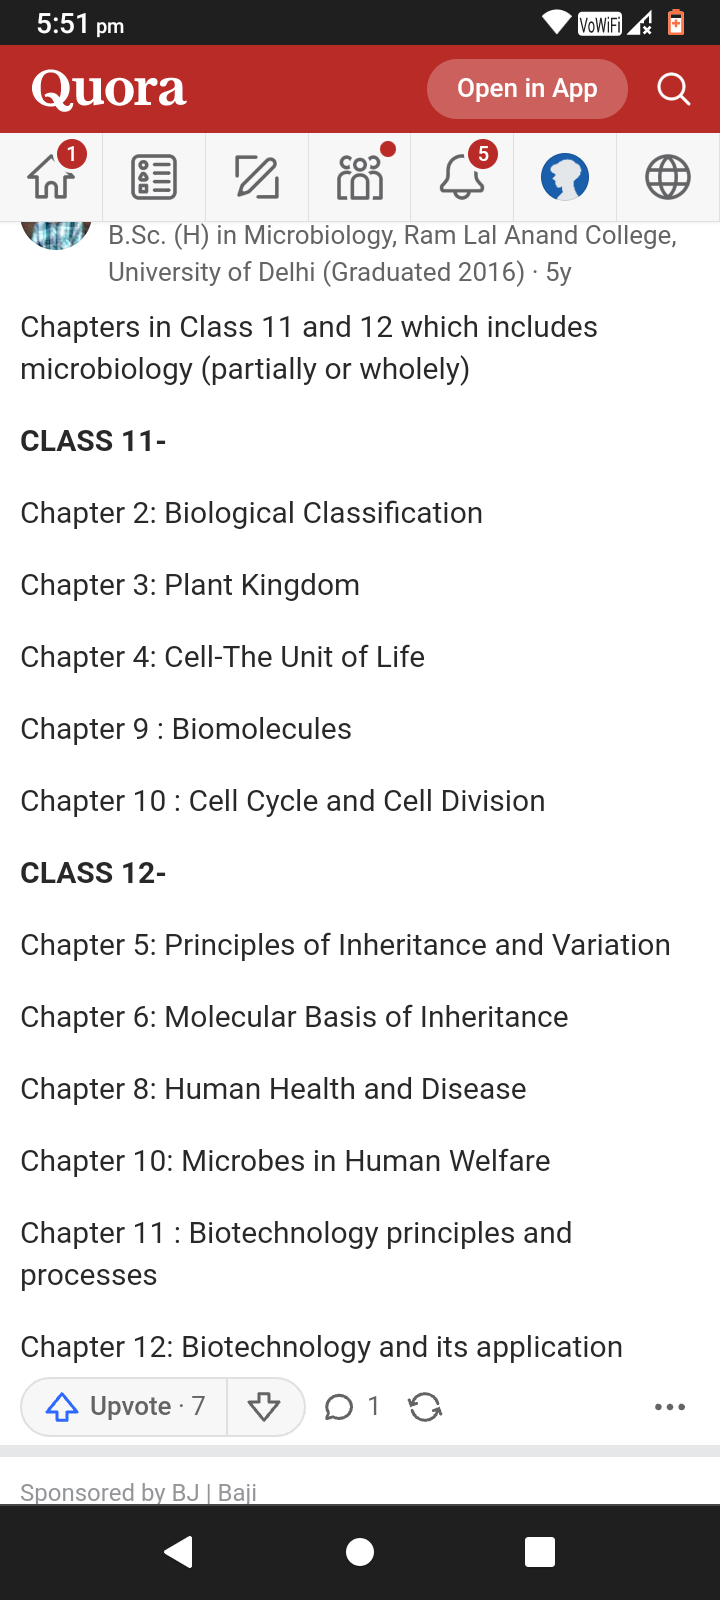 5:51 pm
VoWiFi
Quora
Open in App
1
5
B.Sc. (H) in Microbiology, Ram Lal Anand College,
University of Delhi (Graduated 2016) · 5y
Chapters in Class 11 and 12 which includes
microbiology (partially or wholely)
CLASS 11-
Chapter 2: Biological Classification
Chapter 3: Plant Kingdom
Chapter 4: Cell-The Unit of Life
Chapter 9 : Biomolecules
Chapter 10 : Cell Cycle and Cell Division
CLASS 12-
Chapter 5: Principles of Inheritance and Variation
Chapter 6: Molecular Basis of Inheritance
Chapter 8: Human Health and Disease
Chapter 10: Microbes in Human Welfare
Chapter 11 : Biotechnology principles and
processes
Chapter 12: Biotechnology and its application
Upvote · 7
1
Sponsored by BJ | Baji